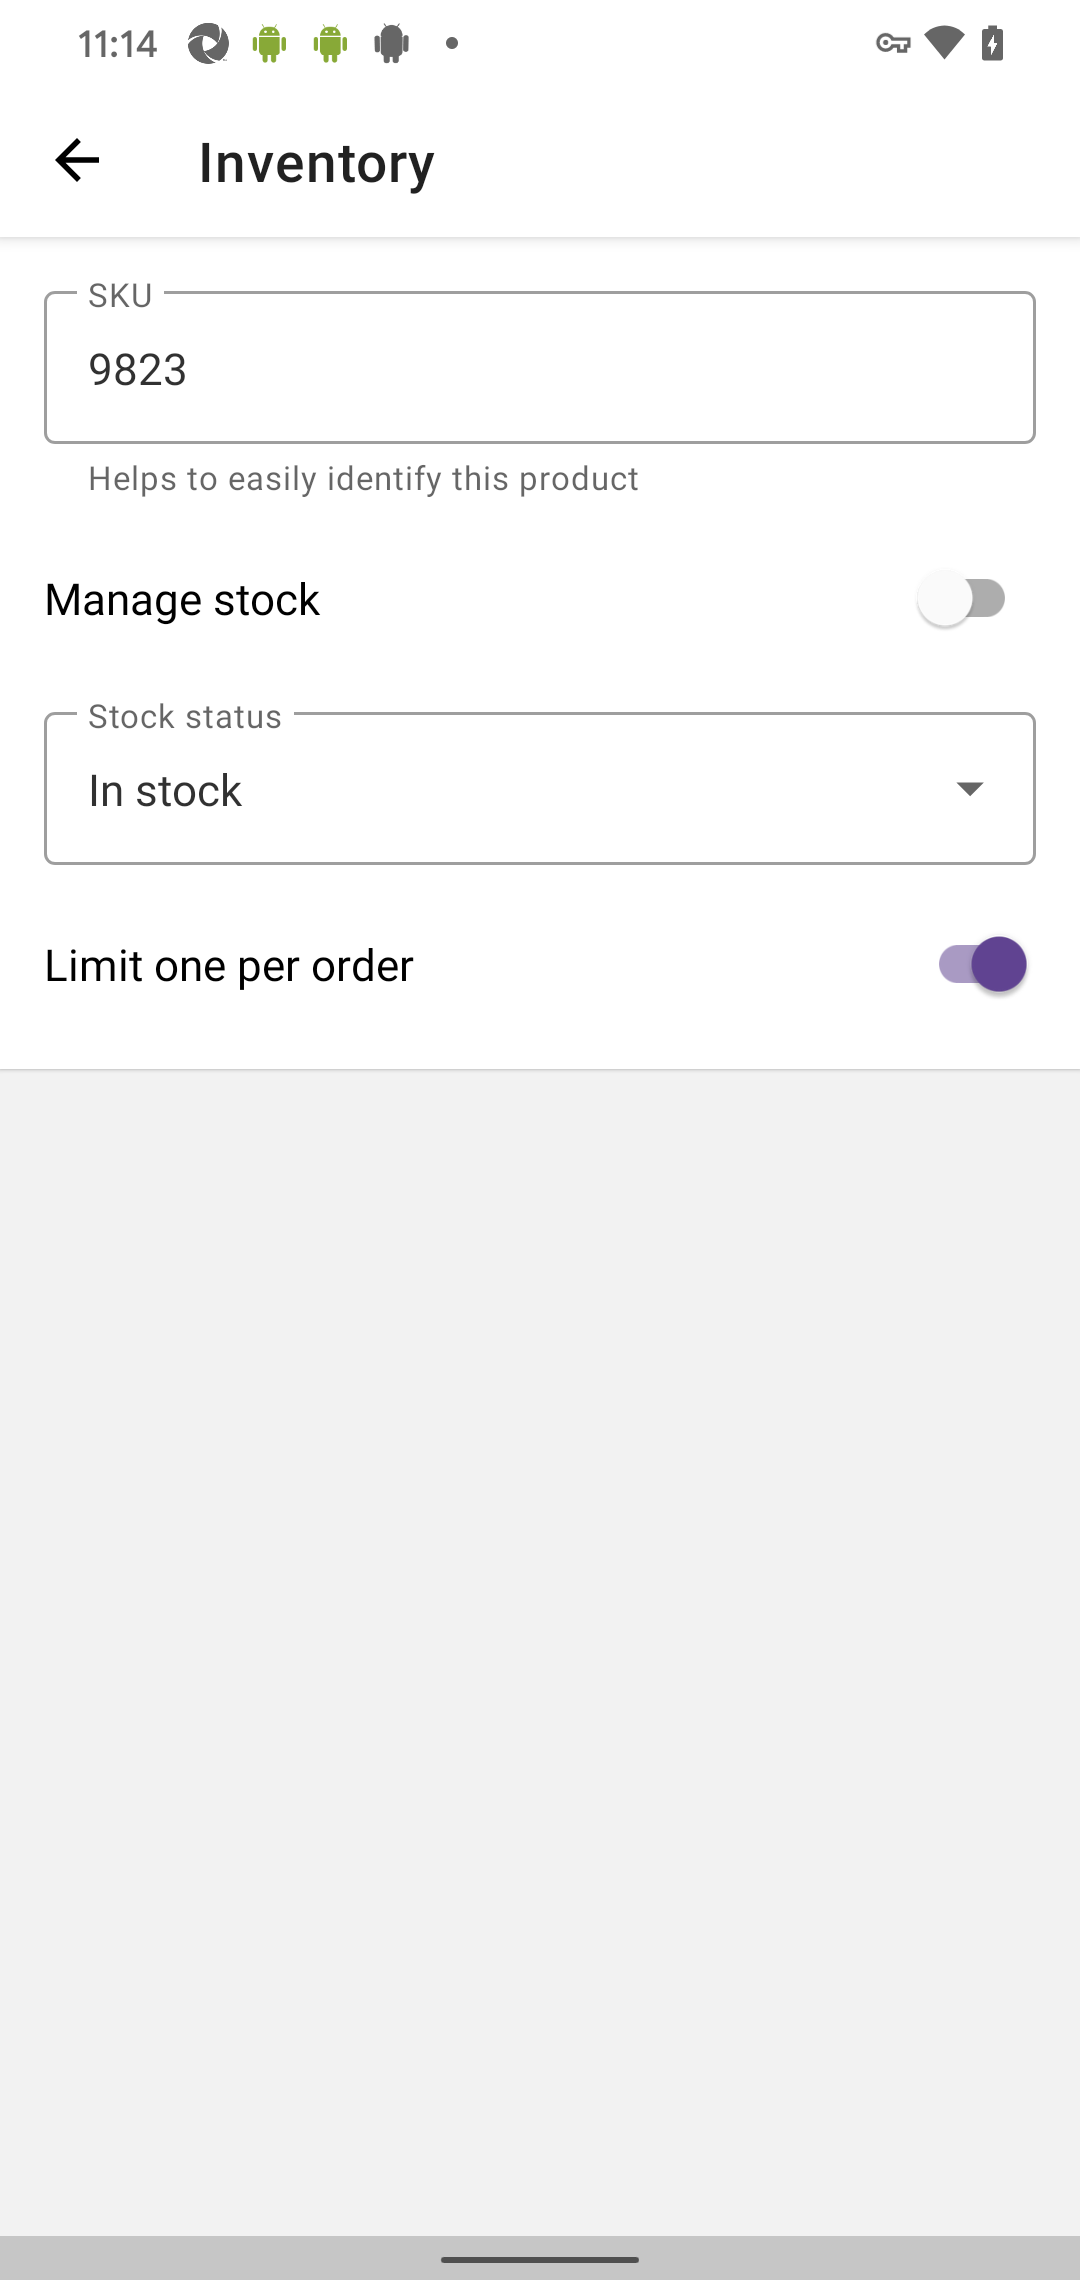 11:14
Inventory
SKU
9823
Helps to easily identify this product
Manage stock
Stock status
In stock
Limit one per order